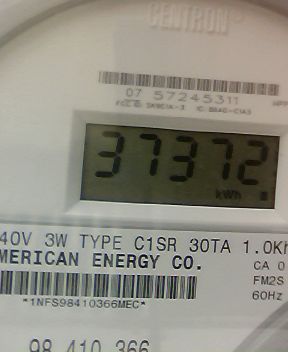 CENTRON
07 57245311
37372
kWh
40V 3W TYPE C1SR 30TA 1.0Kh
MERICAN ENERGY CO.
CA 0
FM2S
60Hz
*1NFS98410366MEC*
98 410 366